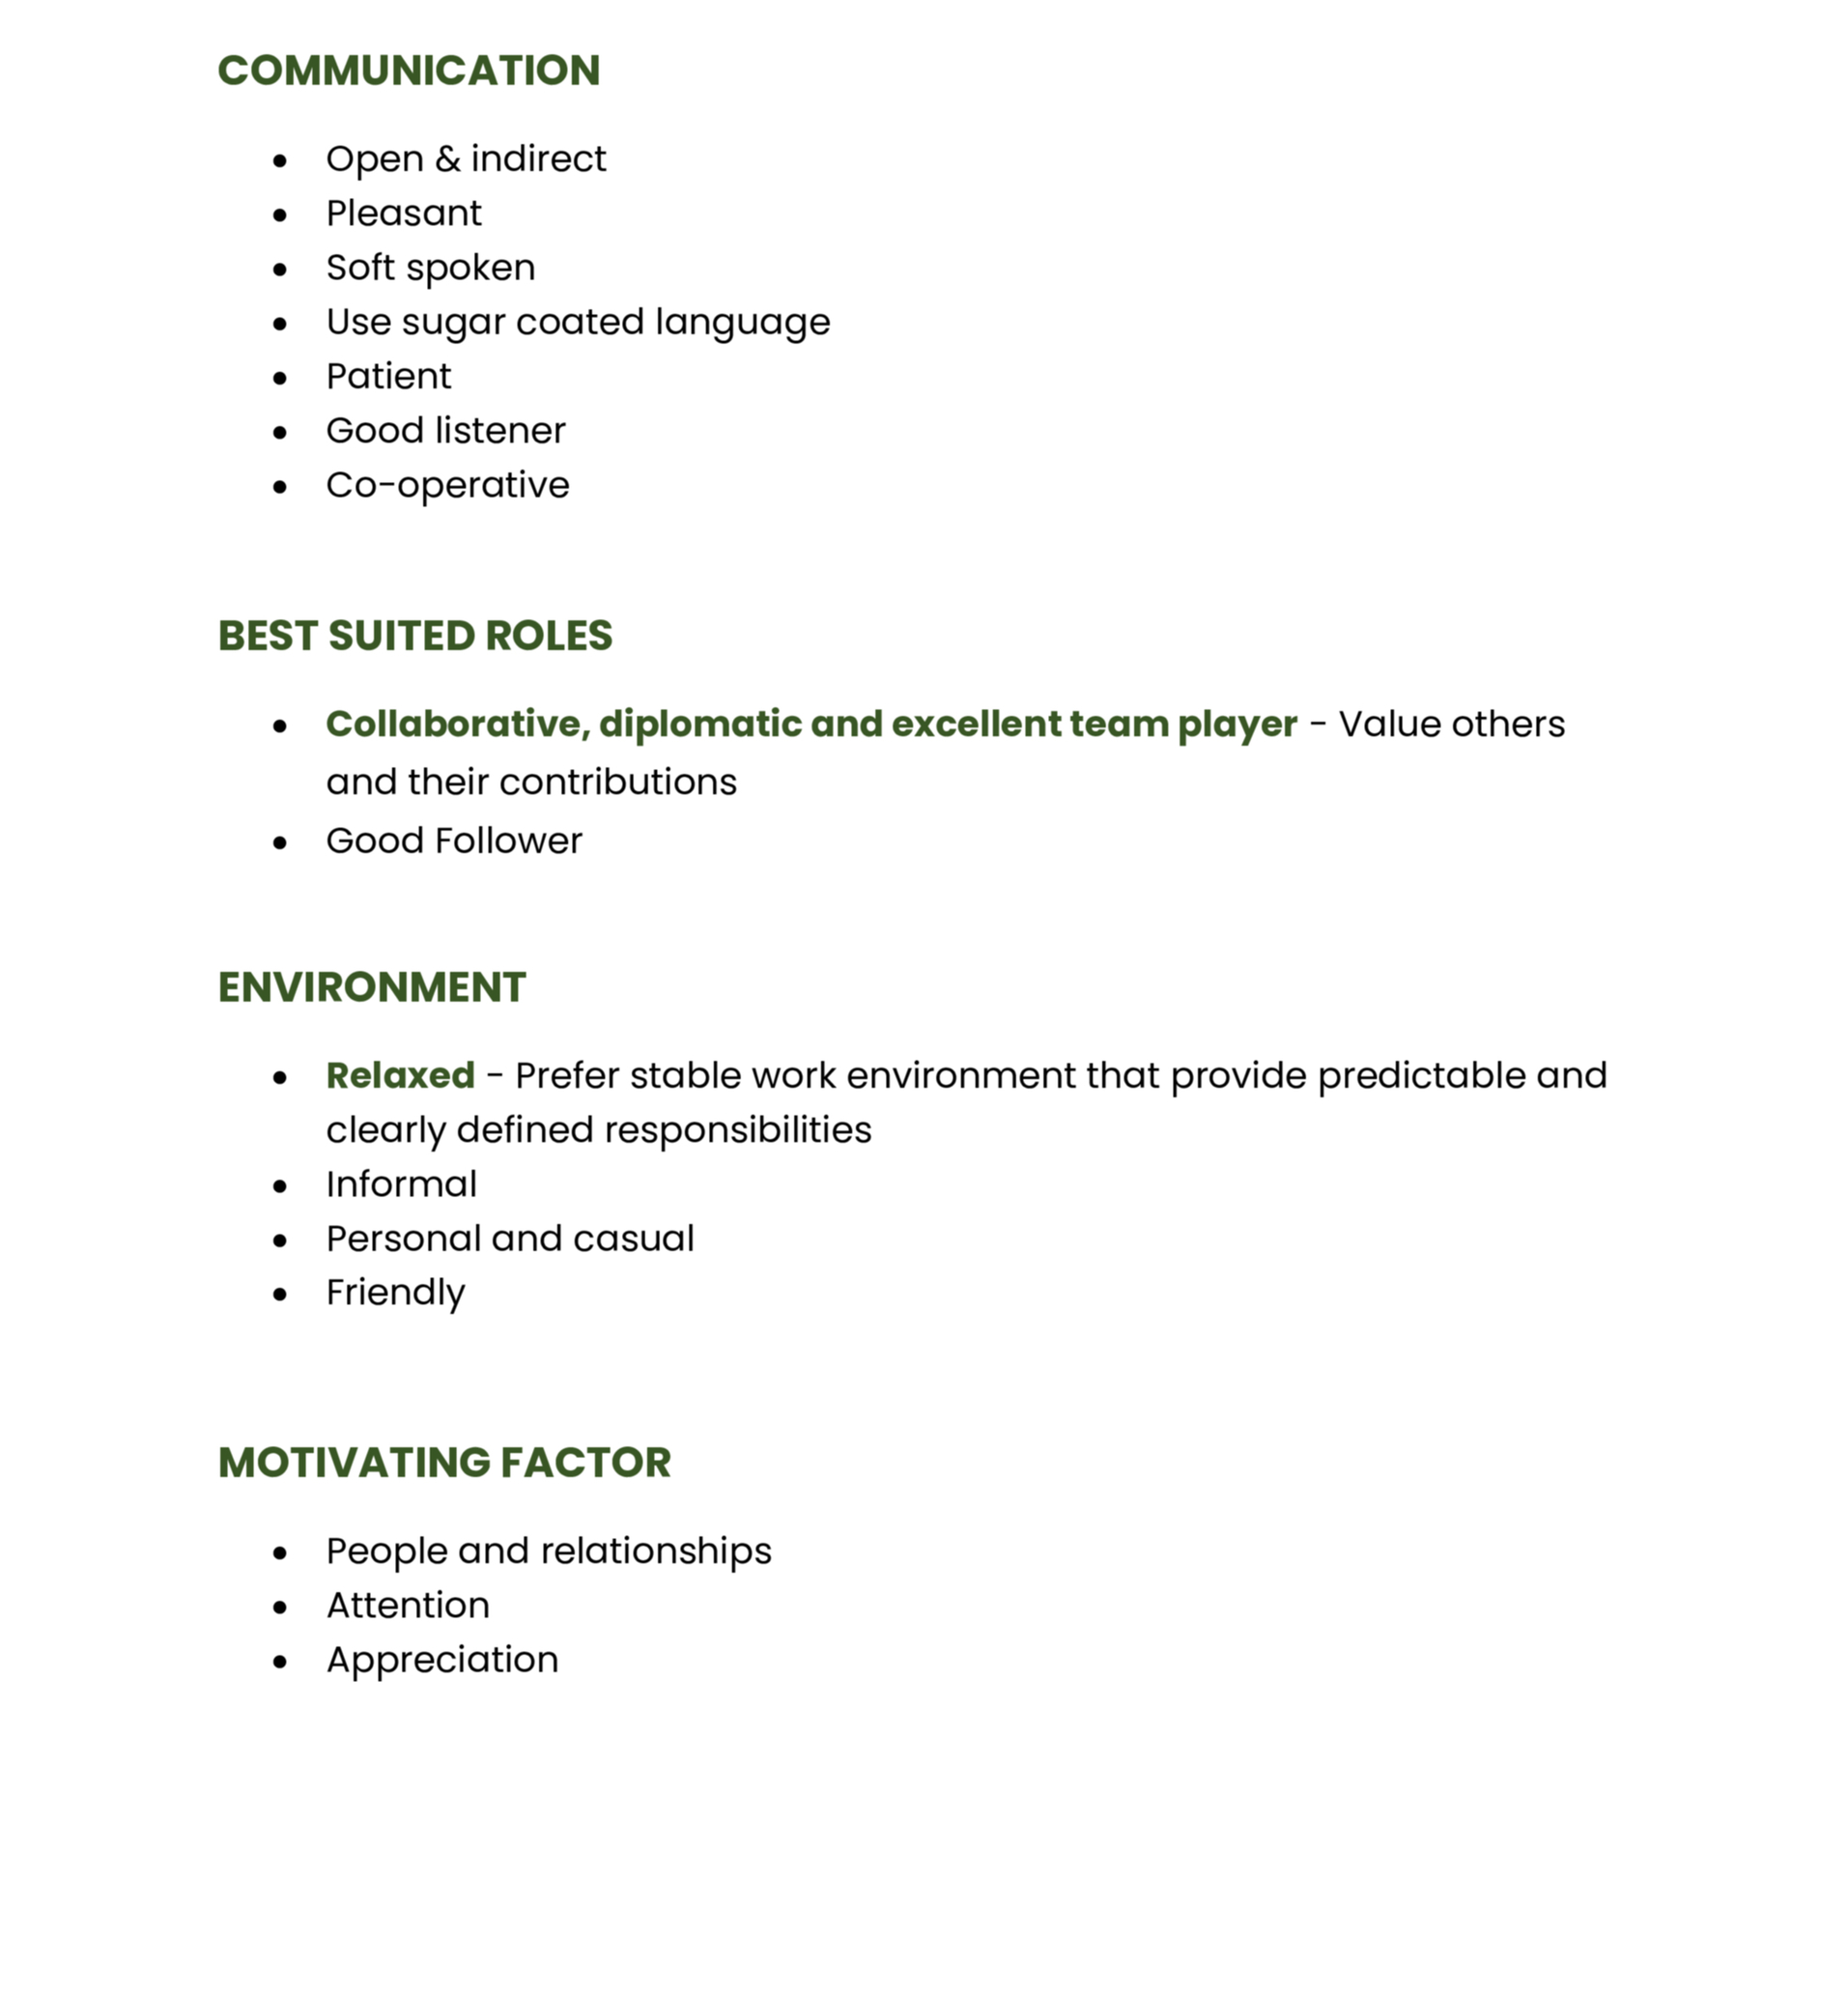 COMMUNICATION
• Open & indirect
• Pleasant
• Soft spoken
• Use sugar coated language
• Patient
• Good listener
• Co-operative
BEST SUITED ROLES
• Collaborative, diplomatic and excellent team player - Value others
and their contributions
• Good Follower
ENVIRONMENT
• Relaxed - Prefer stable work environment that provide predictable and
clearly defined responsibilities
• Informal
• Personal and casual
• Friendly
MOTIVATING FACTOR
• People and relationships
• Attention
• Appreciation